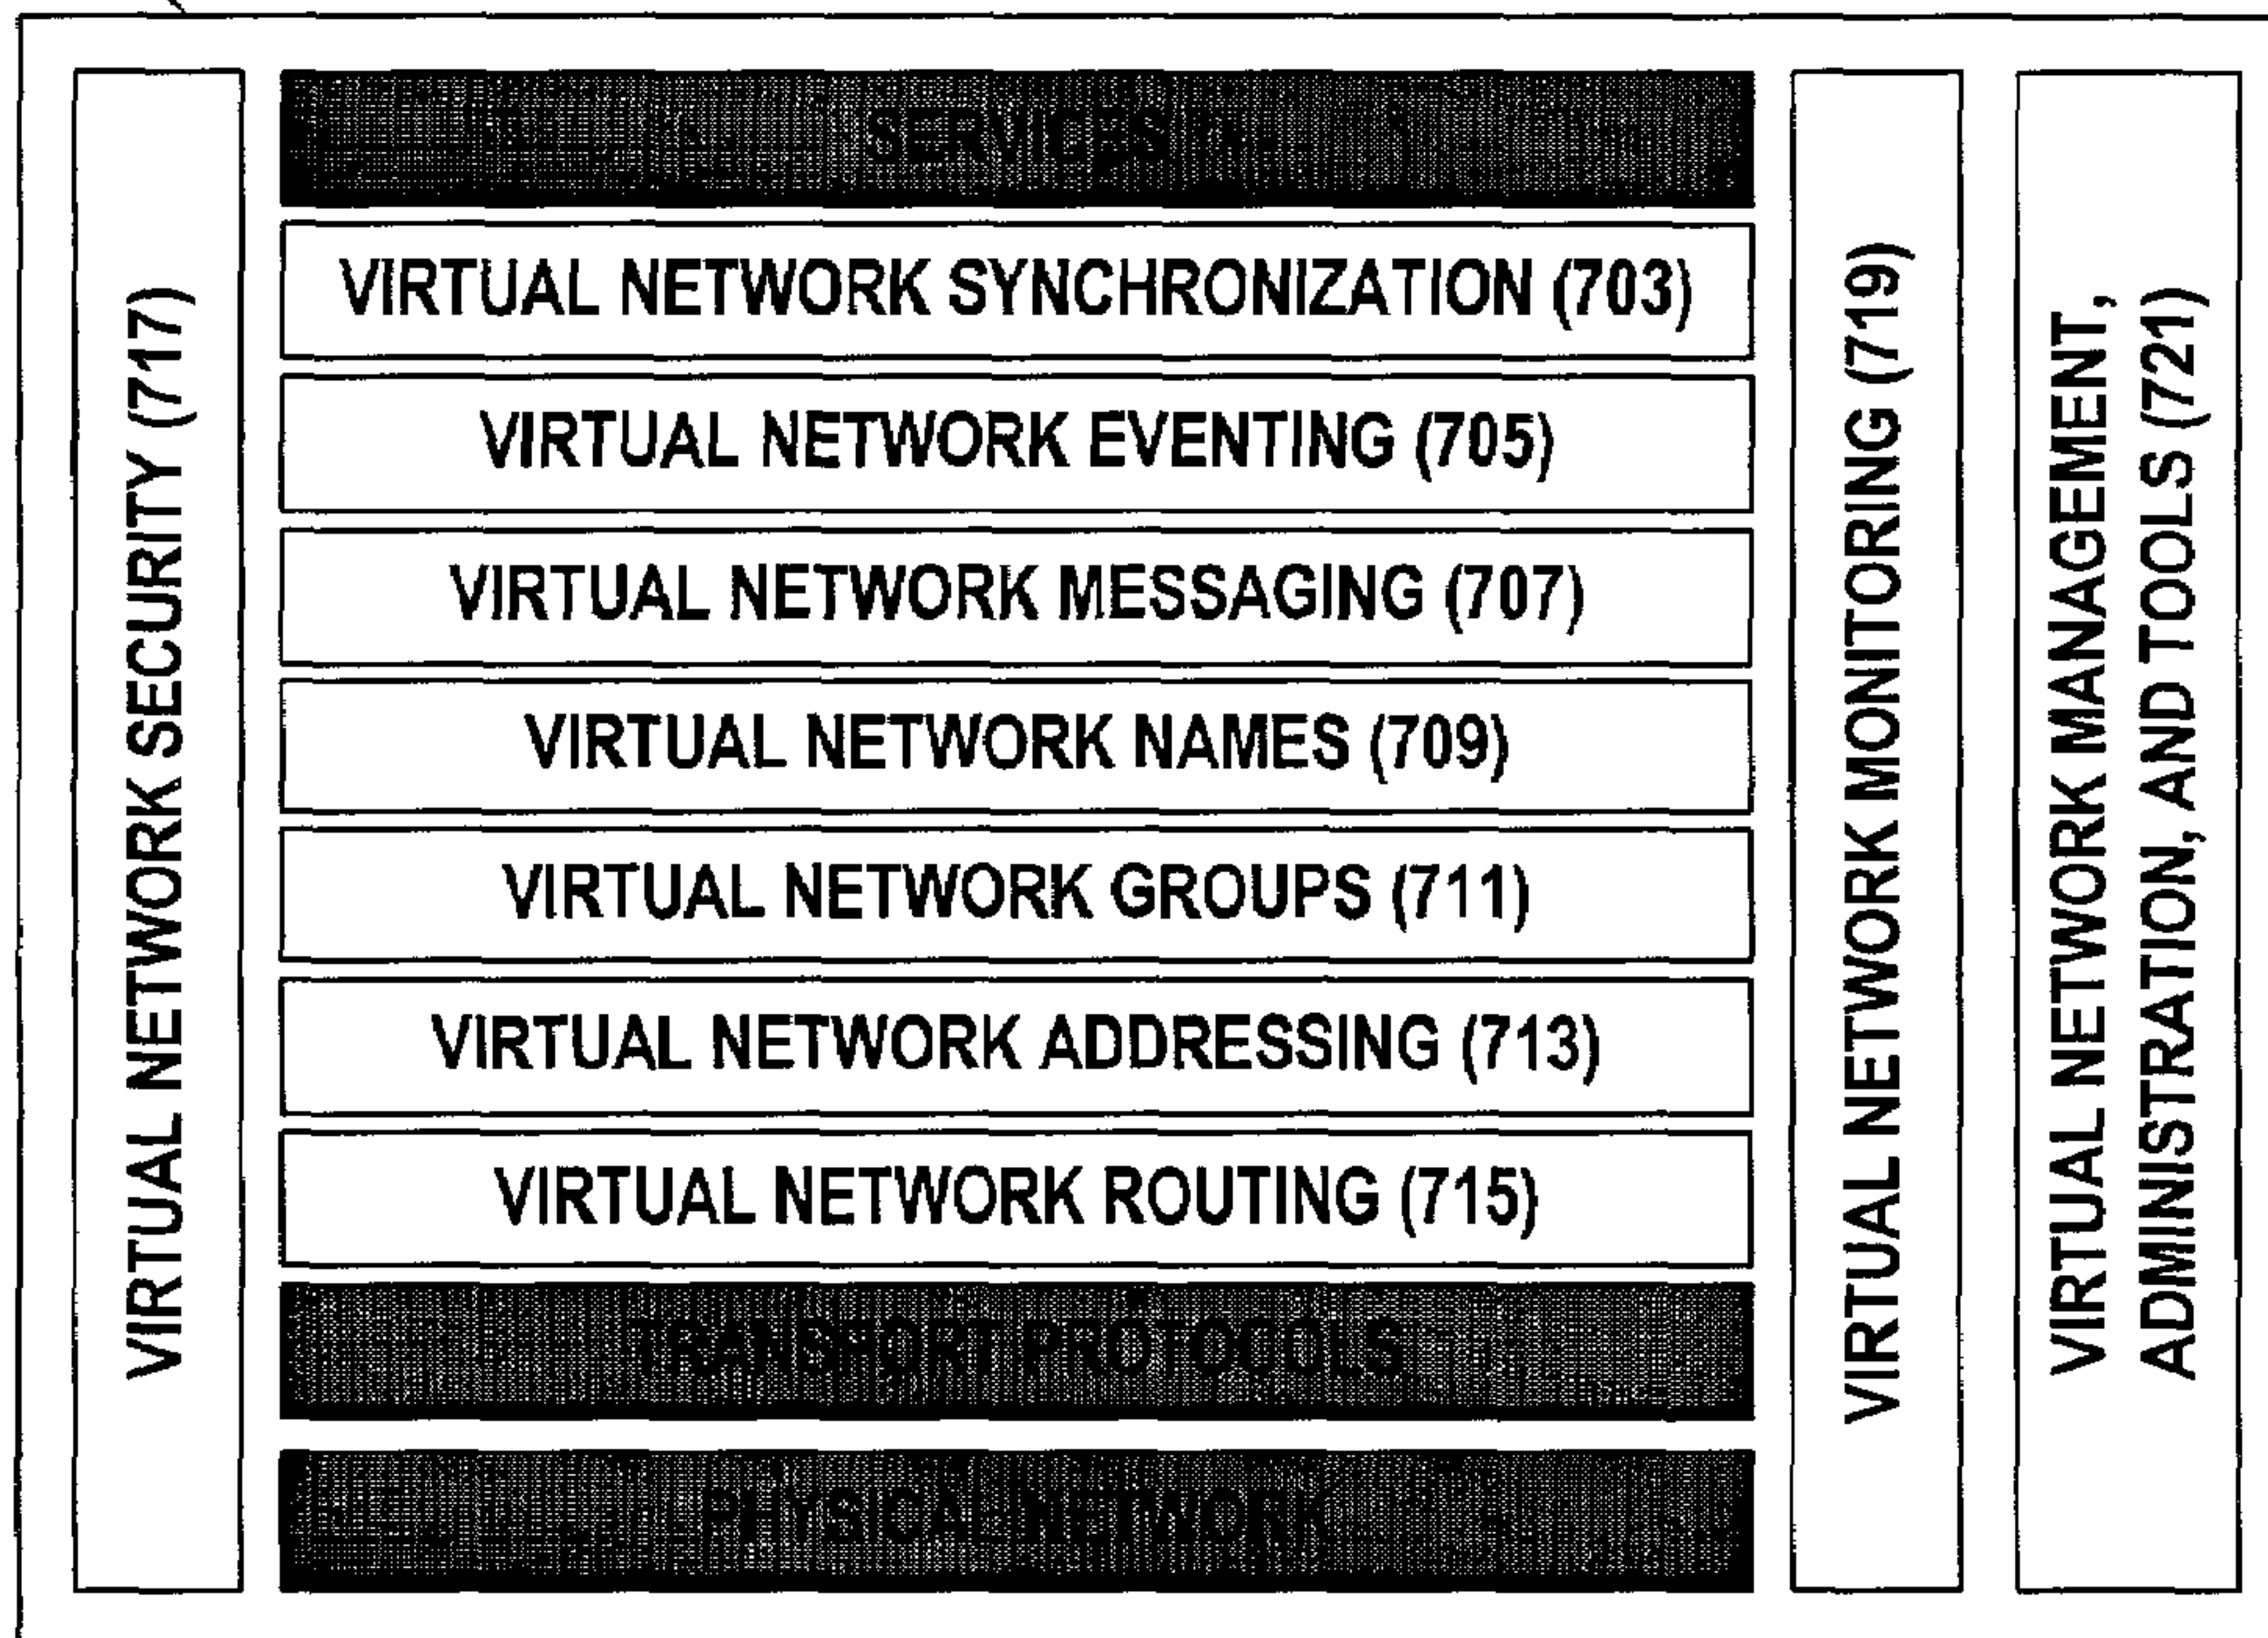 VIRTUAL NETWORK SECURITY (717)
SERVICES
VIRTUAL NETWORK SYNCHRONIZATION (703)
VIRTUAL NETWORK EVENTING (705)
VIRTUAL NETWORK MESSAGING (707)
VIRTUAL NETWORK NAMES (709)
VIRTUAL NETWORK GROUPS (711)
VIRTUAL NETWORK ADDRESSING (713)
VIRTUAL NETWORK ROUTING (715)
TRANSPORT PROTOCOLS
PHYSICAL NETWORK
VIRTUAL NETWORK MONITORING (719)
VIRTUAL NETWORK MANAGEMENT,
ADMINISTRATION, AND TOOLS (721)